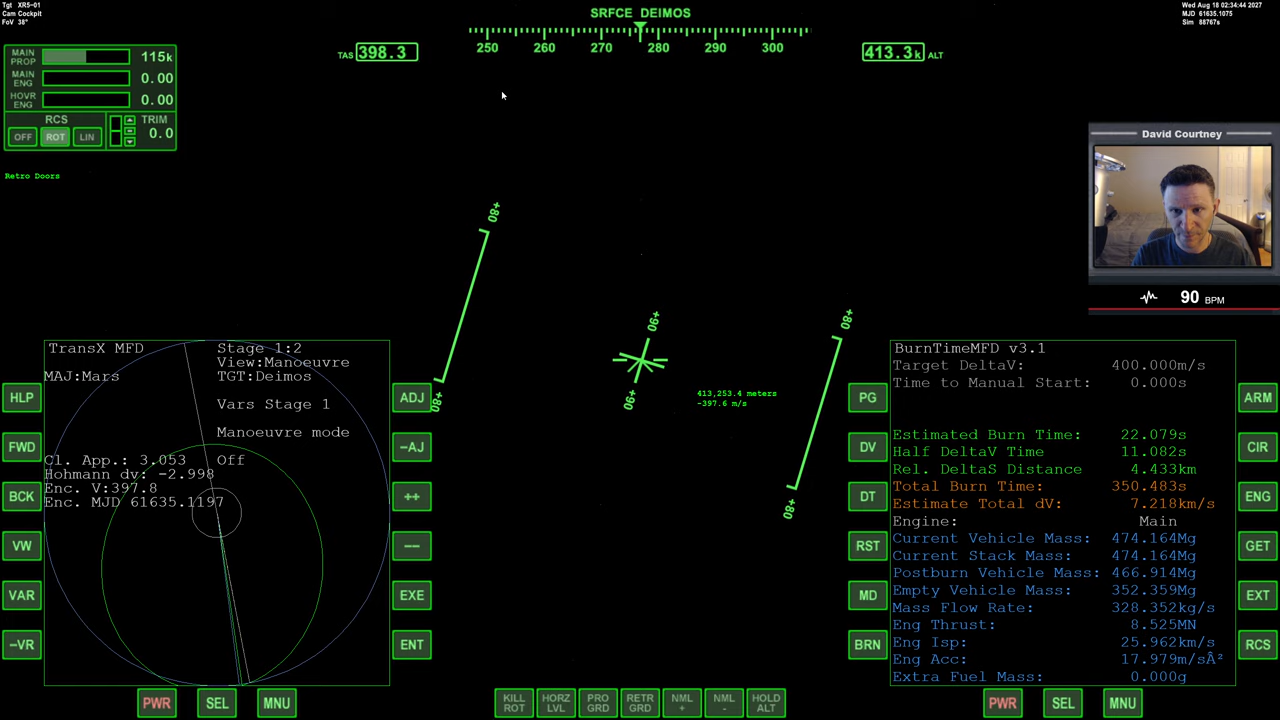 Tgt XR5-01
Cam Cockpit
FoV 38°
Wed Aug 18 02:34:44 2027
MJD 61635.1075
Sim 88767s
SRFCE DEIMOS
250 260 270 280 290 300
TAS 398.3
413.3k ALT
MAIN PROP 115k
MAIN ENG 0.00
HOVR ENG 0.00
RCS TRIM
OFF ROT LIN 0.0
Retro Doors
David Courtney
90 BPM
+80
+80
+90
+90
+80
+80
413,253.4 meters
-397.6 m/s
TransX MFD Stage 1:2
View:Manoeuvre
MAJ:Mars TGT:Deimos
Vars Stage 1
Manoeuvre mode
Cl. App.: 3.053 Off
Hohmann dv: -2.998
Enc. V:397.8
Enc. MJD 61635.1197
HLP
FWD
BCK
VW
VAR
-VR
ADJ
-AJ
++
--
EXE
ENT
PWR SEL MNU
KILL ROT
HORZ LVL
PRO GRD
RETR GRD
NML +
NML -
HOLD ALT
BurnTimeMFD v3.1
Target DeltaV: 400.000m/s
Time to Manual Start: 0.000s
Estimated Burn Time: 22.079s
Half DeltaV Time 11.082s
Rel. DeltaS Distance 4.433km
Total Burn Time: 350.483s
Estimate Total dV: 7.218km/s
Engine: Main
Current Vehicle Mass: 474.164Mg
Current Stack Mass: 474.164Mg
Postburn Vehicle Mass: 466.914Mg
Empty Vehicle Mass: 352.359Mg
Mass Flow Rate: 328.352kg/s
Eng Thrust: 8.525MN
Eng Isp: 25.962km/s
Eng Acc: 17.979m/sÂ²
Extra Fuel Mass: 0.000g
PG
DV
DT
RST
MD
BRN
ARM
CIR
ENG
GET
EXT
RCS
PWR SEL MNU